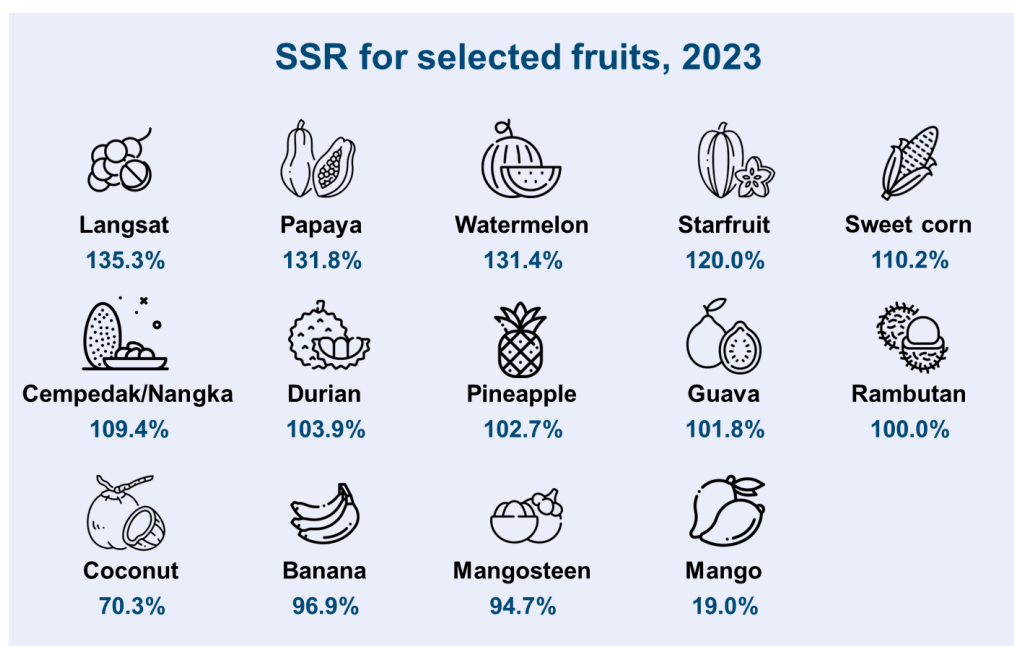 SSR for selected fruits, 2023
Langsat Papaya Watermelon Starfruit Sweet corn
135.3% 131.8% 131.4% 120.0% 110.2%
Cempedak/Nangka Durian Pineapple Guava Rambutan
109.4% 103.9% 102.7% 101.8% 100.0%
Coconut Banana Mangosteen Mango
70.3% 96.9% 94.7% 19.0%